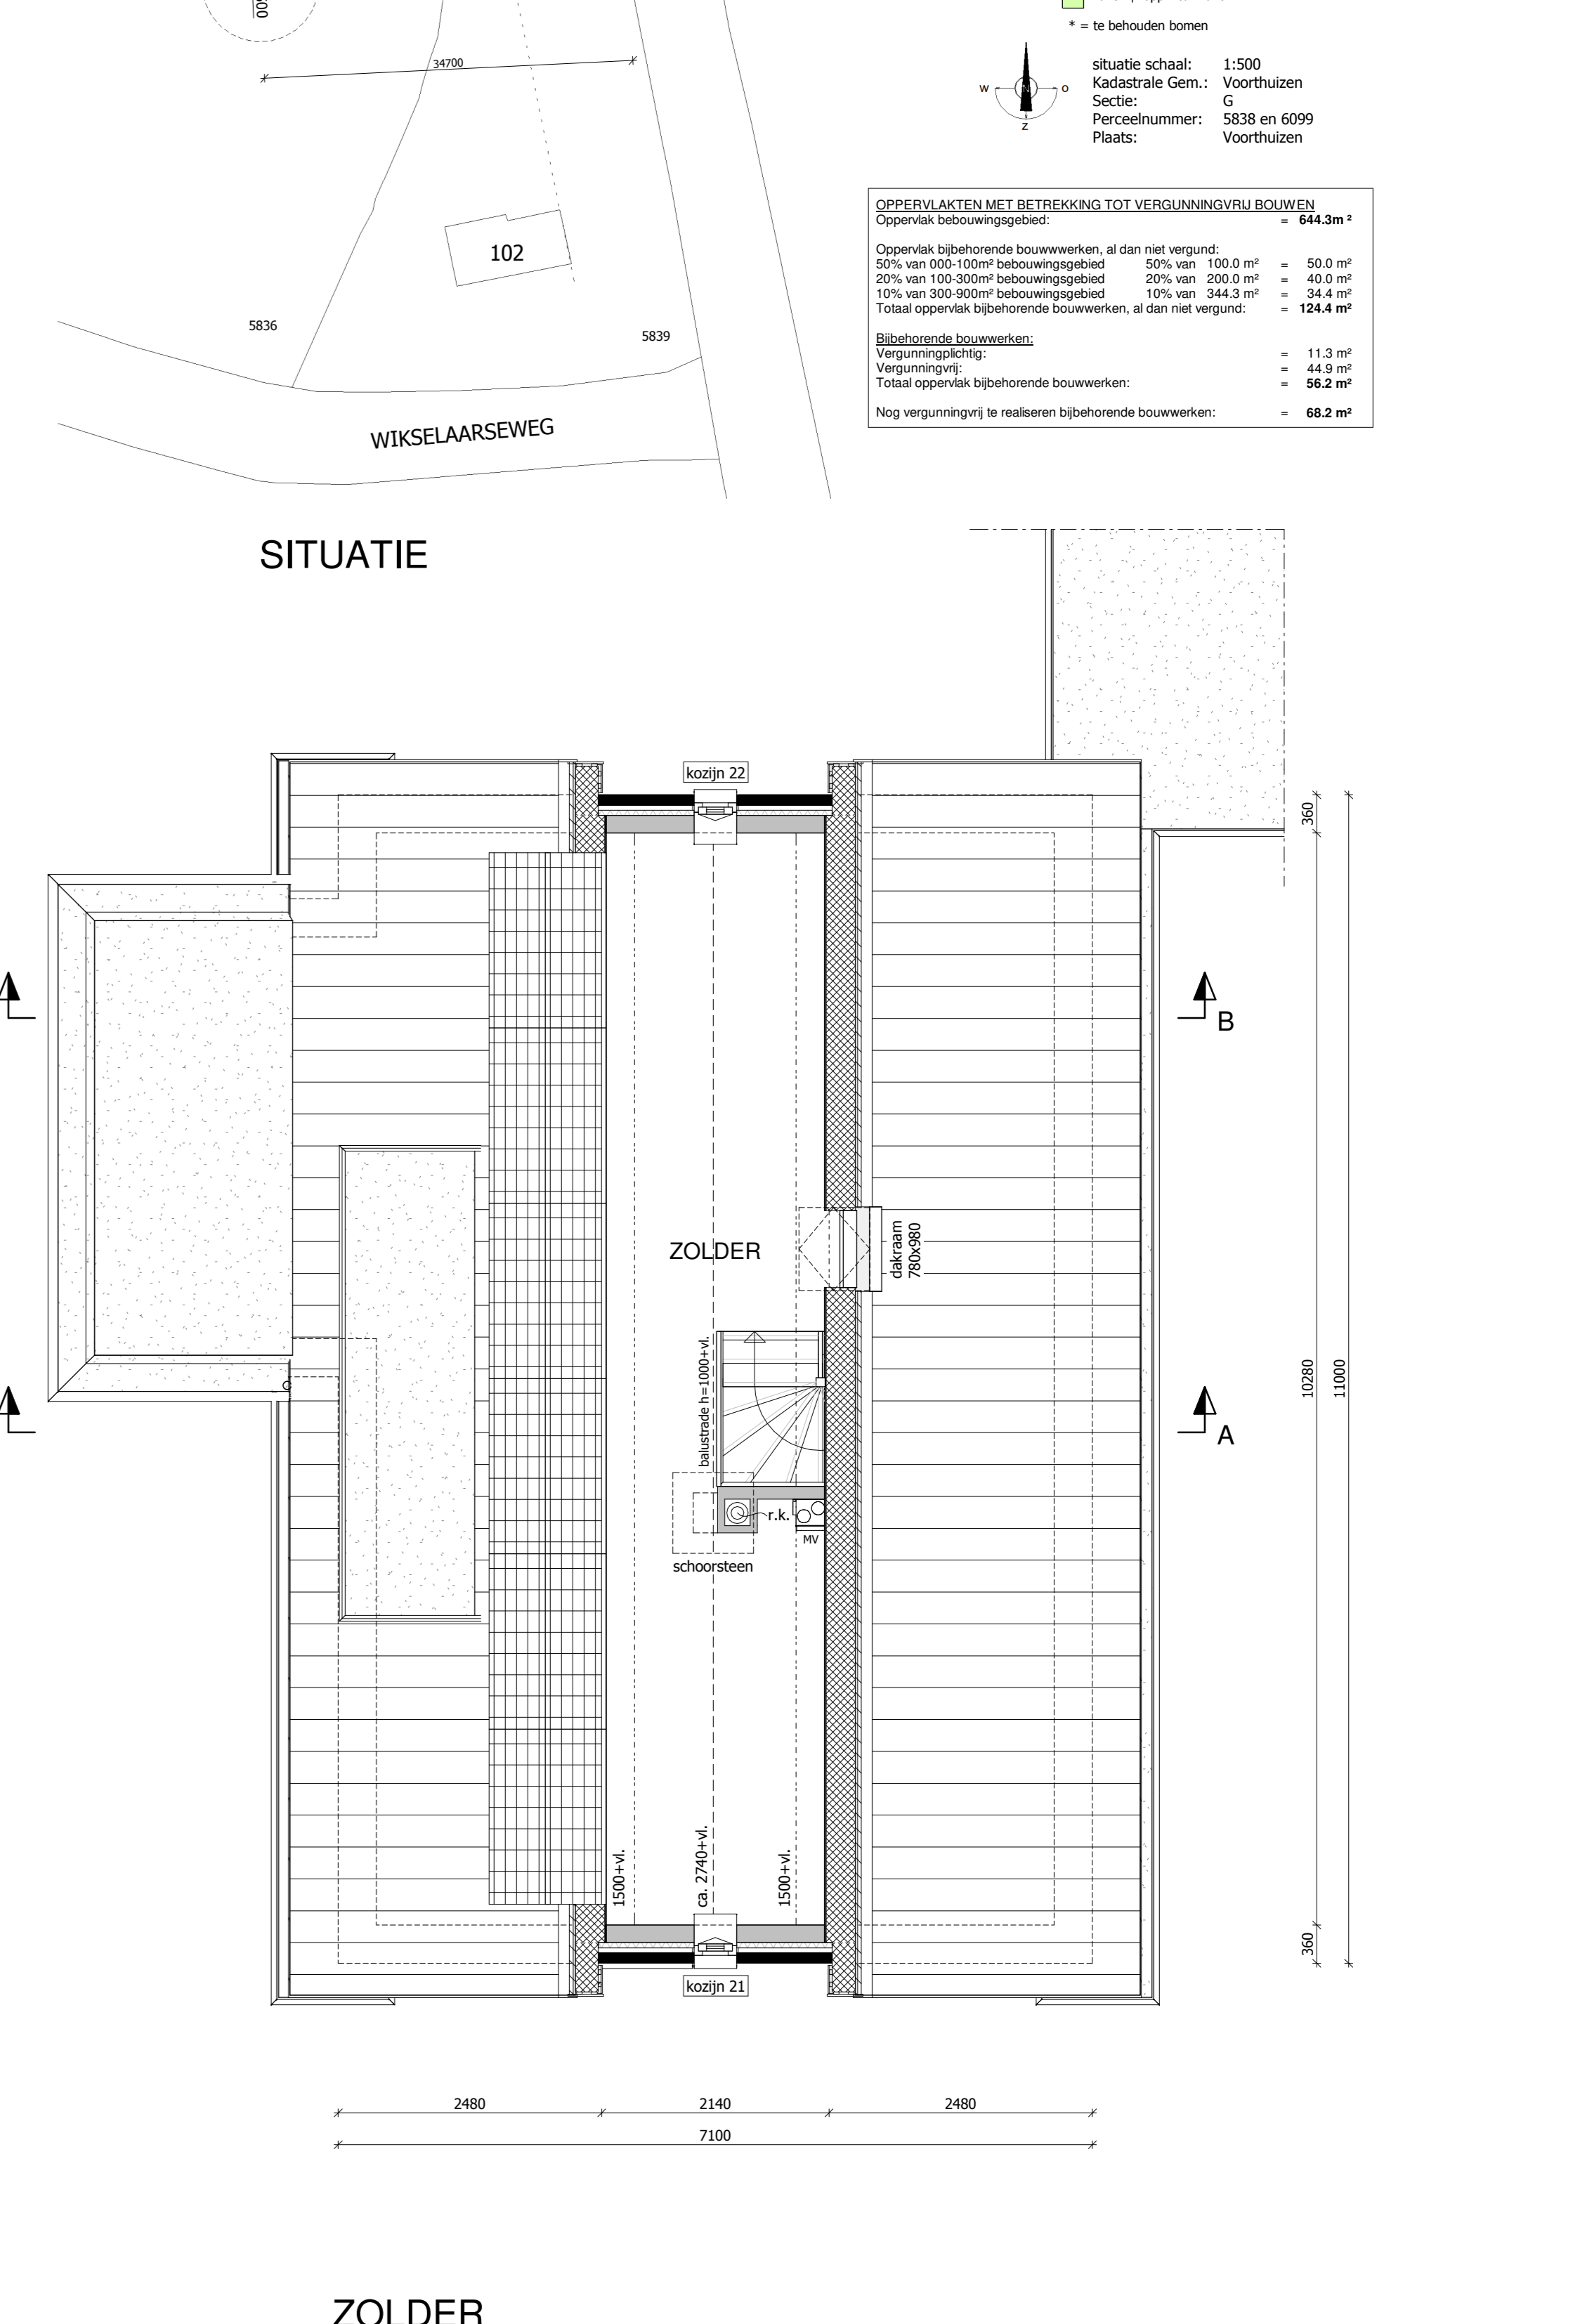 34700
* = te behouden bomen
W O
Z
situatie schaal: 1:500
Kadastrale Gem.: Voorthuizen
Sectie: G
Perceelnummer: 5838 en 6099
Plaats: Voorthuizen
OPPERVLAKTEN MET BETREKKING TOT VERGUNNINGVRIJ BOUWEN
Oppervlak bebouwingsgebied: = 644.3m ²
Oppervlak bijbehorende bouwwwerken, al dan niet vergund:
50% van 000-100m² bebouwingsgebied 50% van 100.0 m² = 50.0 m²
20% van 100-300m² bebouwingsgebied 20% van 200.0 m² = 40.0 m²
10% van 300-900m² bebouwingsgebied 10% van 344.3 m² = 34.4 m²
Totaal oppervlak bijbehorende bouwwerken, al dan niet vergund: = 124.4 m²
Bijbehorende bouwwerken:
Vergunningplichtig: = 11.3 m²
Vergunningvrij: = 44.9 m²
Totaal oppervlak bijbehorende bouwwerken: = 56.2 m²
Nog vergunningvrij te realiseren bijbehorende bouwwerken: = 68.2 m²
102
5836
5839
WIKSELAARSEWEG
SITUATIE
kozijn 22
360
B
ZOLDER
dakraam
780x980
balustrade h=1000+vl.
10280
11000
A
r.k.
MV
schoorsteen
1500+vl.
ca. 2740+vl.
1500+vl.
360
kozijn 21
2480
2140
2480
7100
ZOLDER